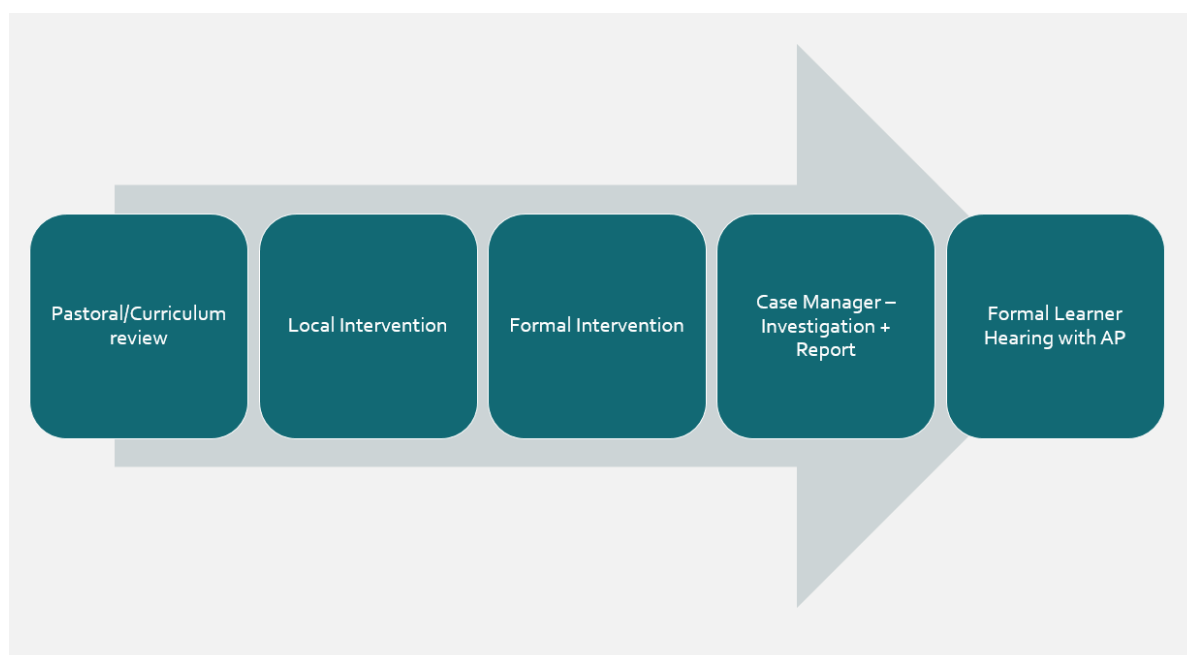 Pastoral/Curriculum
review
Local Intervention
Formal Intervention
Case Manager –
Investigation +
Report
Formal Learner
Hearing with AP